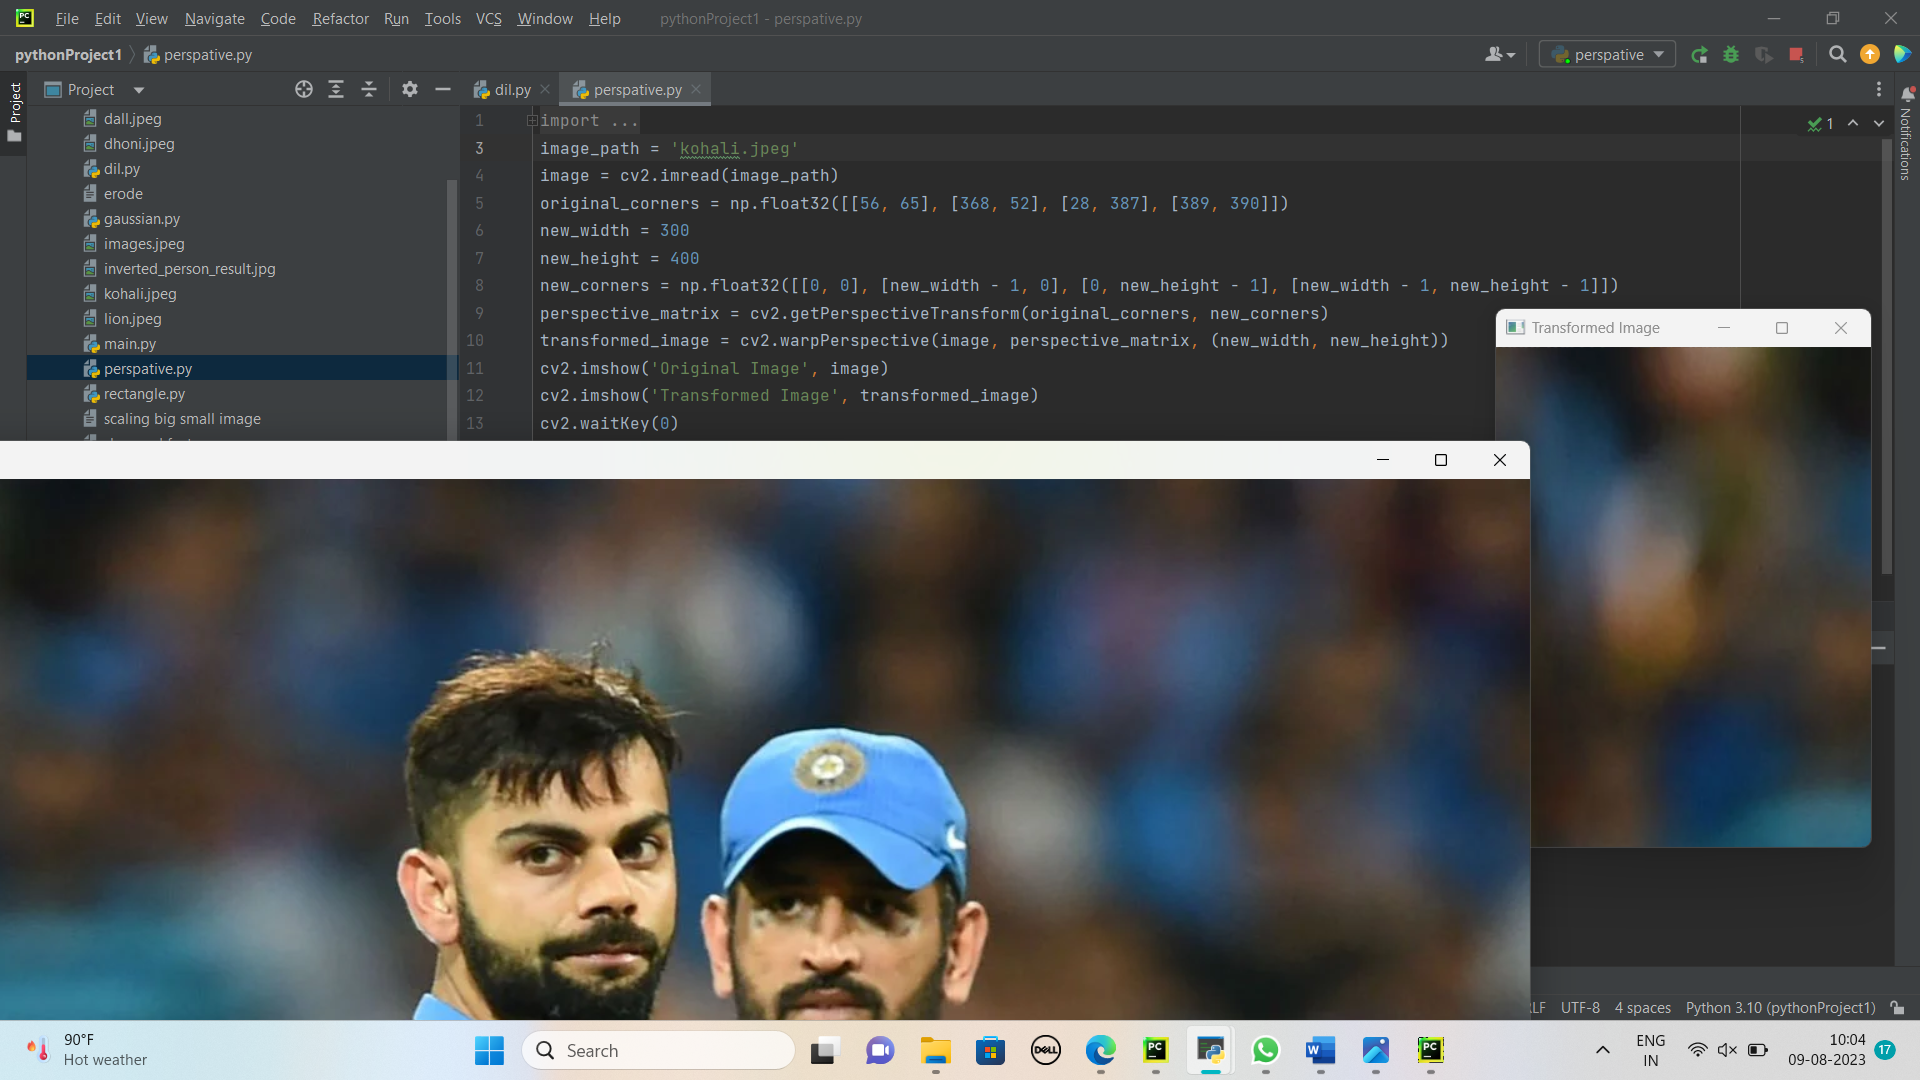 PC File Edit View Navigate Code Refactor Run Tools VCS Window Help pythonProject1 - perspative.py
pythonProject1 perspative.py perspative
Project
Project dil.py perspative.py
dall.jpeg
dhoni.jpeg
dil.py
erode
gaussian.py
images.jpeg
inverted_person_result.jpg
kohali.jpeg
lion.jpeg
main.py
perspative.py
rectangle.py
scaling big small image
1 import ...
3 image_path = 'kohali.jpeg'
4 image = cv2.imread(image_path)
5 original_corners = np.float32([[56, 65], [368, 52], [28, 387], [389, 390]])
6 new_width = 300
7 new_height = 400
8 new_corners = np.float32([[0, 0], [new_width - 1, 0], [0, new_height - 1], [new_width - 1, new_height - 1]])
9 perspective_matrix = cv2.getPerspectiveTransform(original_corners, new_corners)
10 transformed_image = cv2.warpPerspective(image, perspective_matrix, (new_width, new_height))
11 cv2.imshow('Original Image', image)
12 cv2.imshow('Transformed Image', transformed_image)
13 cv2.waitKey(0)
1
Notifications
Transformed Image
LF UTF-8 4 spaces Python 3.10 (pythonProject1)
90°F
Hot weather
Search
DELL
PC
W
PC
ENG
IN
10:04
09-08-2023
17